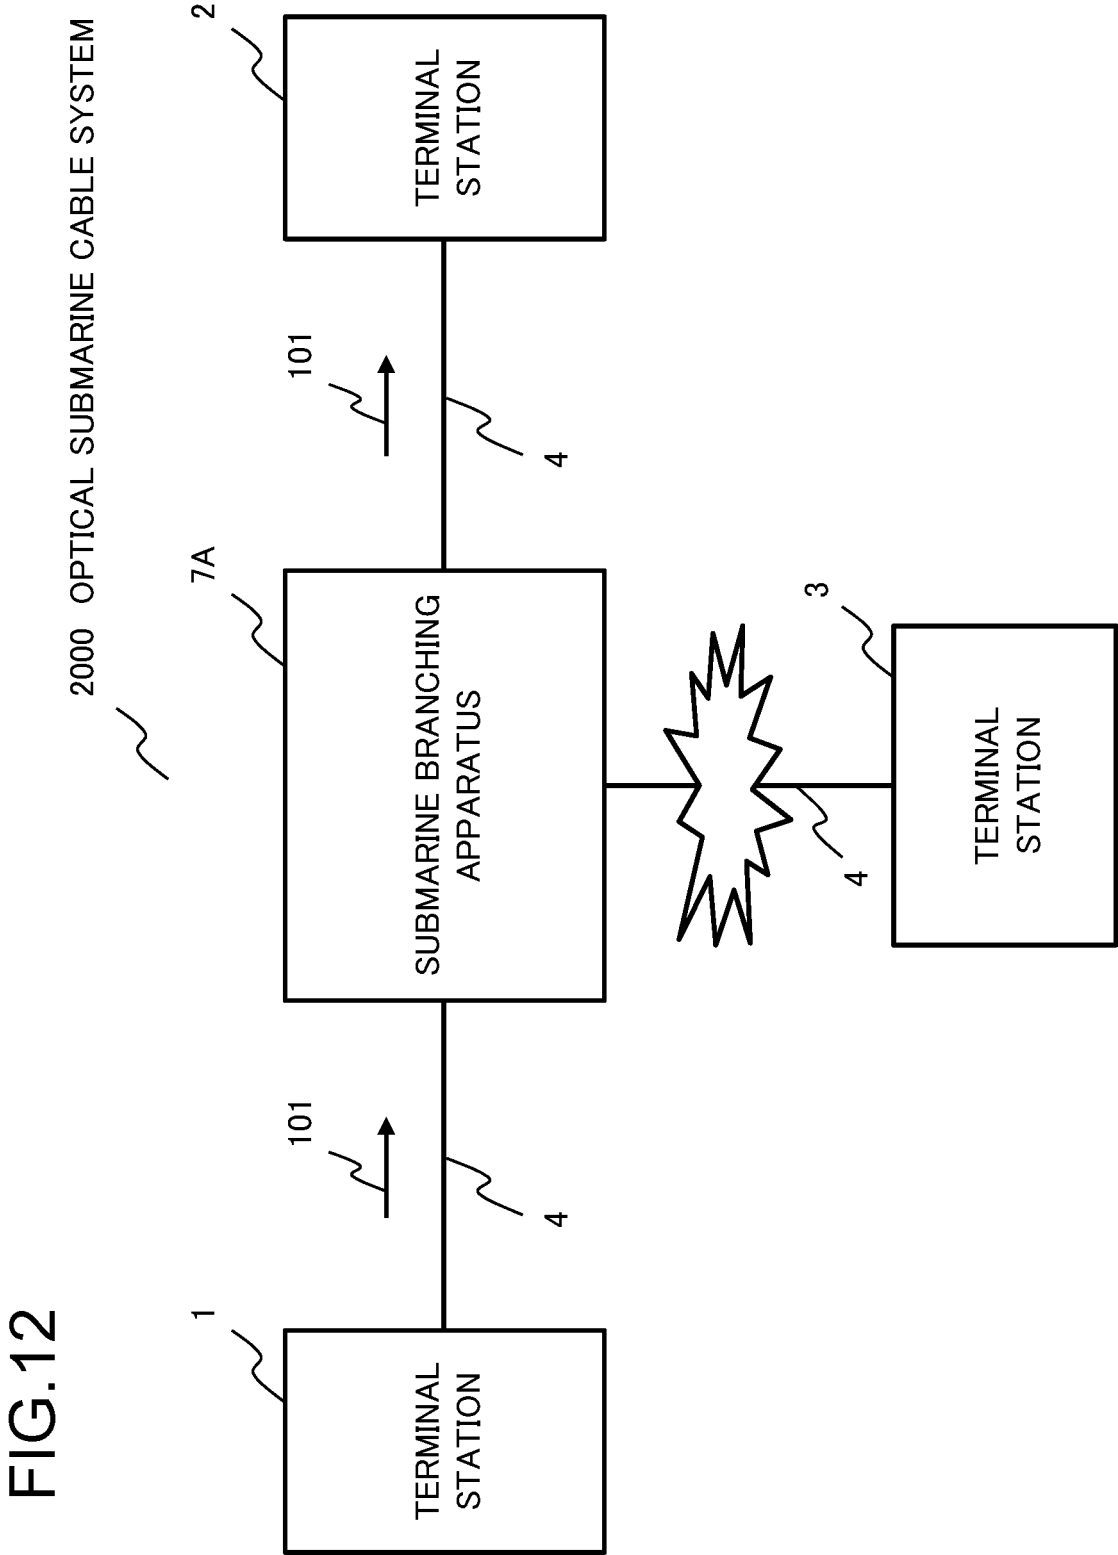 FIG.12
2000 OPTICAL SUBMARINE CABLE SYSTEM
1
101
7A
101
2
TERMINAL
STATION
SUBMARINE BRANCHING
APPARATUS
TERMINAL
STATION
4
4
4
3
TERMINAL
STATION